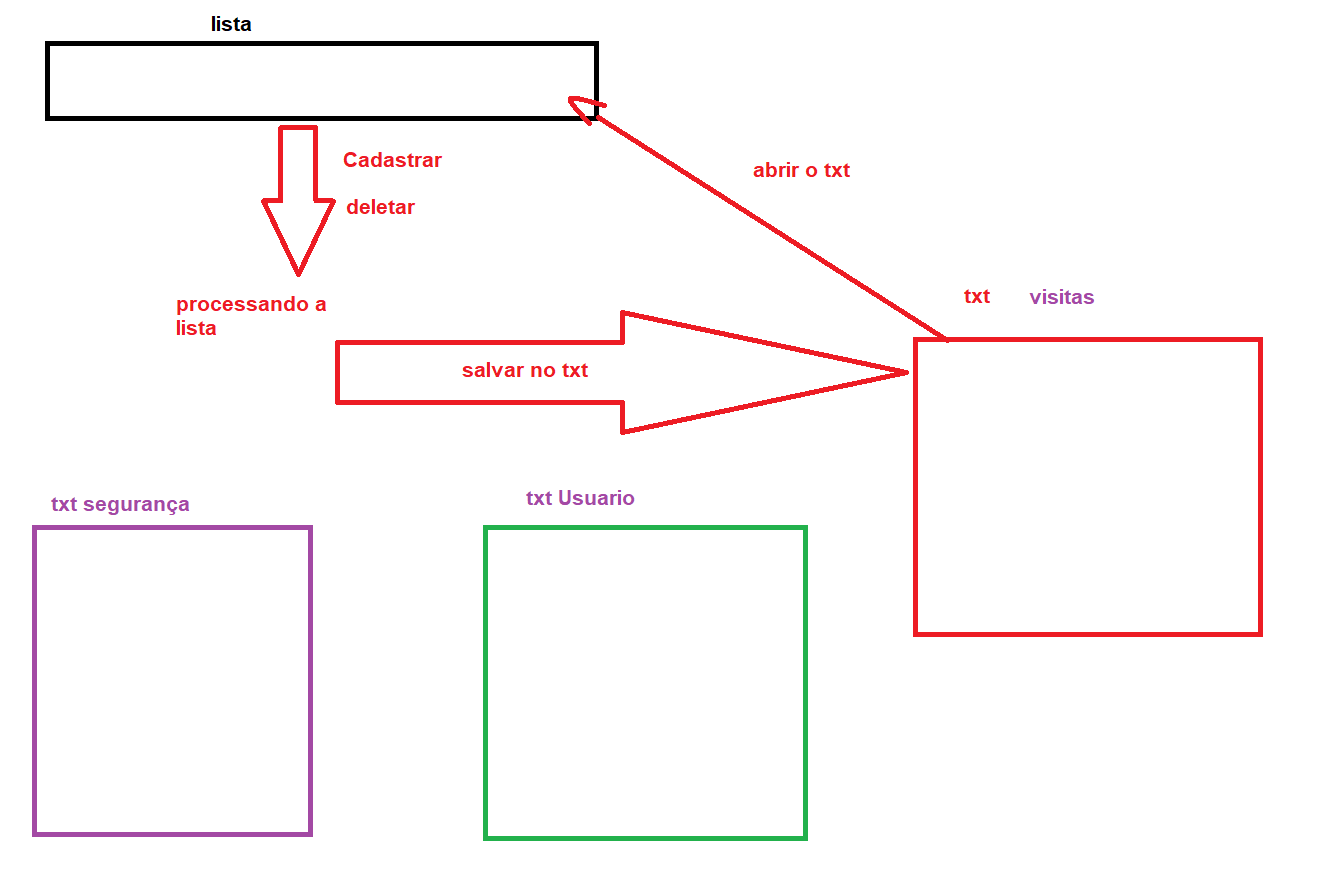 lista
Cadastrar
abrir o txt
deletar
txt visitas
processando a
lista
salvar no txt
txt segurança
txt Usuario